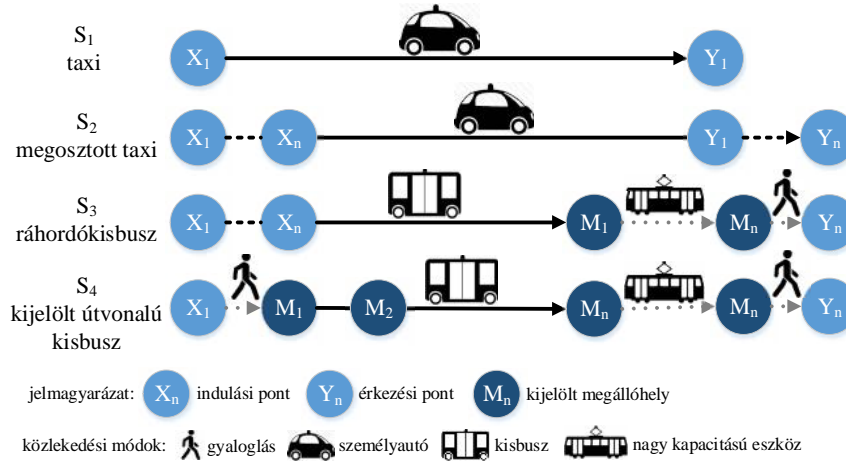 S1
taxi
X1
Y1
S2
megosztott taxi
X1
Xn
Y1
Yn
S3
ráhordókisbusz
X1
Xn
M1
Mn
Yn
S4
kijelölt útvonalú
kisbusz
X1
M1
M2
Mn
Mn
Yn
jelmagyarázat: Xn indulási pont Yn érkezési pont Mn kijelölt megállóhely
közlekedési módok: gyaloglás személyautó kisbusz nagy kapacitású eszköz